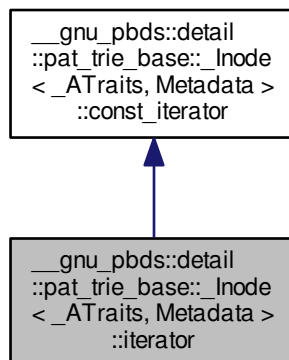 __gnu_pbds::detail
::pat_trie_base::_Inode
< _ATraits, Metadata >
::const_iterator
__gnu_pbds::detail
::pat_trie_base::_Inode
< _ATraits, Metadata >
::iterator